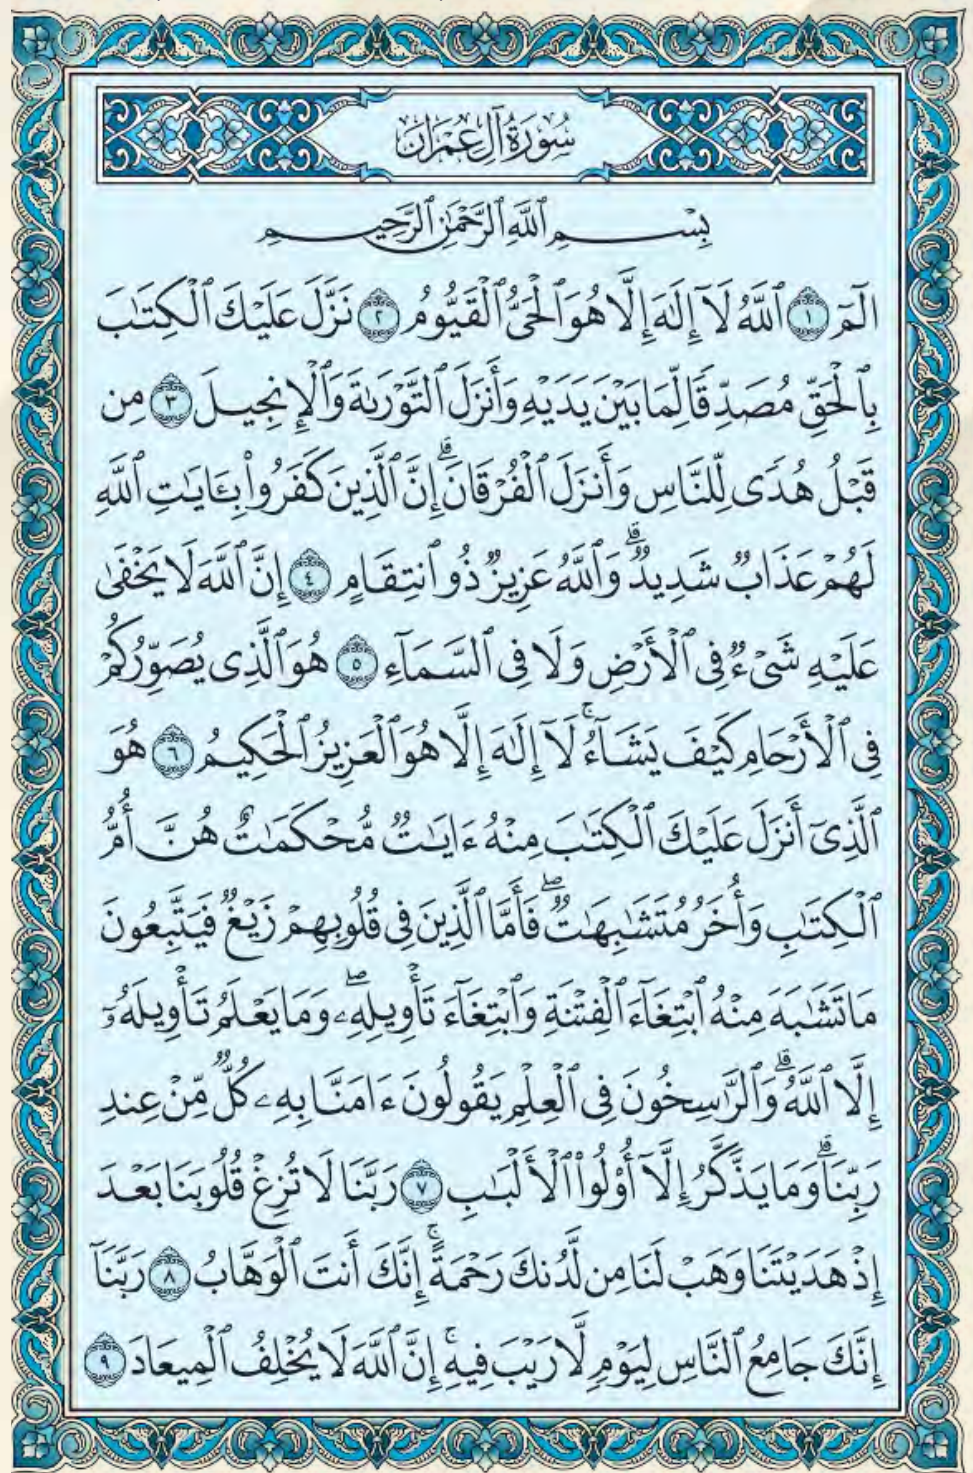 سُورَةُ آلِ عِمْرَانَ
بِسْمِ ٱللَّهِ ٱلرَّحْمَٰنِ ٱلرَّحِيمِ
الٓمٓ ١ ٱللَّهُ لَآ إِلَٰهَ إِلَّا هُوَ ٱلْحَىُّ ٱلْقَيُّومُ ٢ نَزَّلَ عَلَيْكَ ٱلْكِتَٰبَ
بِٱلْحَقِّ مُصَدِّقًا لِّمَا بَيْنَ يَدَيْهِ وَأَنزَلَ ٱلتَّوْرَىٰةَ وَٱلْإِنجِيلَ ٣ مِن
قَبْلُ هُدًى لِّلنَّاسِ وَأَنزَلَ ٱلْفُرْقَانَ ۗ إِنَّ ٱلَّذِينَ كَفَرُوا۟ بِـَٔايَٰتِ ٱللَّهِ
لَهُمْ عَذَابٌ شَدِيدٌ ۗ وَٱللَّهُ عَزِيزٌ ذُو ٱنتِقَامٍ ٤ إِنَّ ٱللَّهَ لَا يَخْفَىٰ
عَلَيْهِ شَىْءٌ فِى ٱلْأَرْضِ وَلَا فِى ٱلسَّمَآءِ ٥ هُوَ ٱلَّذِى يُصَوِّرُكُمْ
فِى ٱلْأَرْحَامِ كَيْفَ يَشَآءُ ۚ لَآ إِلَٰهَ إِلَّا هُوَ ٱلْعَزِيزُ ٱلْحَكِيمُ ٦ هُوَ
ٱلَّذِىٓ أَنزَلَ عَلَيْكَ ٱلْكِتَٰبَ مِنْهُ ءَايَٰتٌ مُّحْكَمَٰتٌ هُنَّ أُمُّ
ٱلْكِتَٰبِ وَأُخَرُ مُتَشَٰبِهَٰتٌ ۖ فَأَمَّا ٱلَّذِينَ فِى قُلُوبِهِمْ زَيْغٌ فَيَتَّبِعُونَ
مَا تَشَٰبَهَ مِنْهُ ٱبْتِغَآءَ ٱلْفِتْنَةِ وَٱبْتِغَآءَ تَأْوِيلِهِۦ ۖ وَمَا يَعْلَمُ تَأْوِيلَهُۥٓ
إِلَّا ٱللَّهُ ۗ وَٱلرَّٰسِخُونَ فِى ٱلْعِلْمِ يَقُولُونَ ءَامَنَّا بِهِۦ كُلٌّ مِّنْ عِندِ
رَبِّنَا ۗ وَمَا يَذَّكَّرُ إِلَّآ أُو۟لُوا۟ ٱلْأَلْبَٰبِ ٧ رَبَّنَا لَا تُزِغْ قُلُوبَنَا بَعْدَ
إِذْ هَدَيْتَنَا وَهَبْ لَنَا مِن لَّدُنكَ رَحْمَةً ۚ إِنَّكَ أَنتَ ٱلْوَهَّابُ ٨ رَبَّنَآ
إِنَّكَ جَامِعُ ٱلنَّاسِ لِيَوْمٍ لَّا رَيْبَ فِيهِ ۚ إِنَّ ٱللَّهَ لَا يُخْلِفُ ٱلْمِيعَادَ ٩